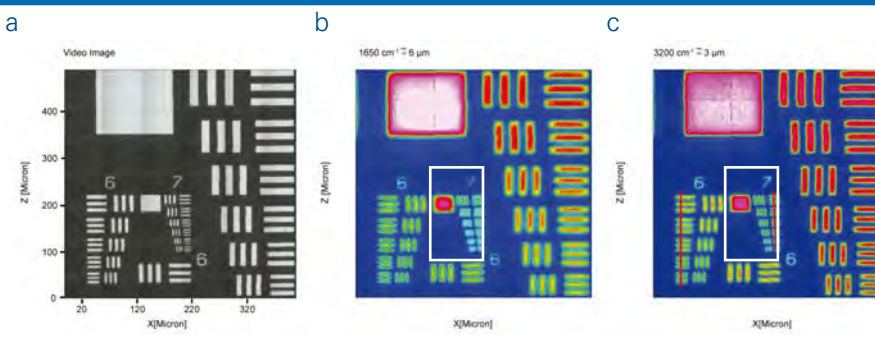 a
b
c
Video Image
1650 cm⁻¹ ≅ 6 µm
3200 cm⁻¹ ≅ 3 µm
Z [Micron]
400
300
200
100
0
20
120
220
320
X[Micron]
6
7
6
Z [Micron]
X[Micron]
6
7
6
Z [Micron]
X[Micron]
6
7
6